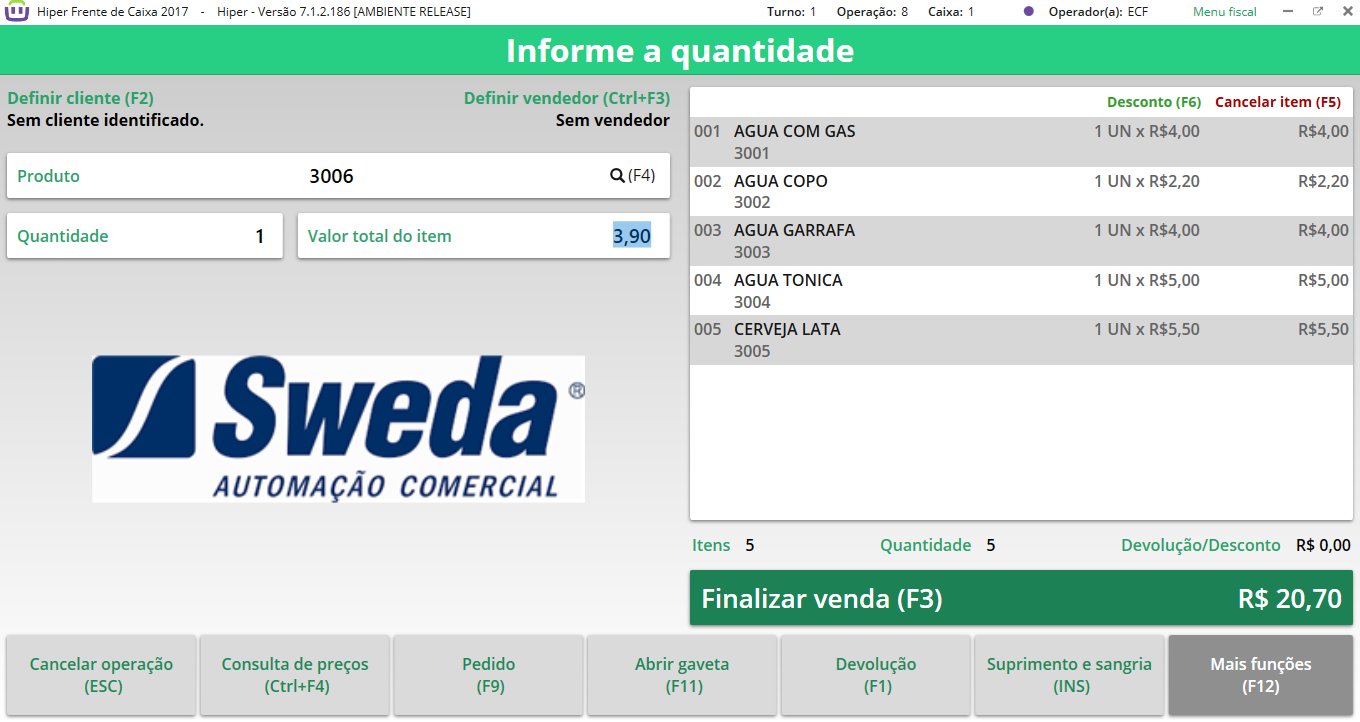 Hiper Frente de Caixa 2017 - Hiper - Versão 7.1.2.186 [AMBIENTE RELEASE] Turno: 1 Operação: 8 Caixa: 1 Operador(a): ECF Menu fiscal
Informe a quantidade
Definir cliente (F2) Definir vendedor (Ctrl+F3)
Sem cliente identificado. Sem vendedor
Produto 3006 (F4)
Quantidade 1 Valor total do item 3,90
Sweda ®
AUTOMAÇÃO COMERCIAL
Desconto (F6) Cancelar item (F5)
001 AGUA COM GAS 1 UN x R$4,00 R$4,00
3001
002 AGUA COPO 1 UN x R$2,20 R$2,20
3002
003 AGUA GARRAFA 1 UN x R$4,00 R$4,00
3003
004 AGUA TONICA 1 UN x R$5,00 R$5,00
3004
005 CERVEJA LATA 1 UN x R$5,50 R$5,50
3005
Itens 5 Quantidade 5 Devolução/Desconto R$ 0,00
Finalizar venda (F3) R$ 20,70
Cancelar operação
(ESC)
Consulta de preços
(Ctrl+F4)
Pedido
(F9)
Abrir gaveta
(F11)
Devolução
(F1)
Suprimento e sangria
(INS)
Mais funções
(F12)